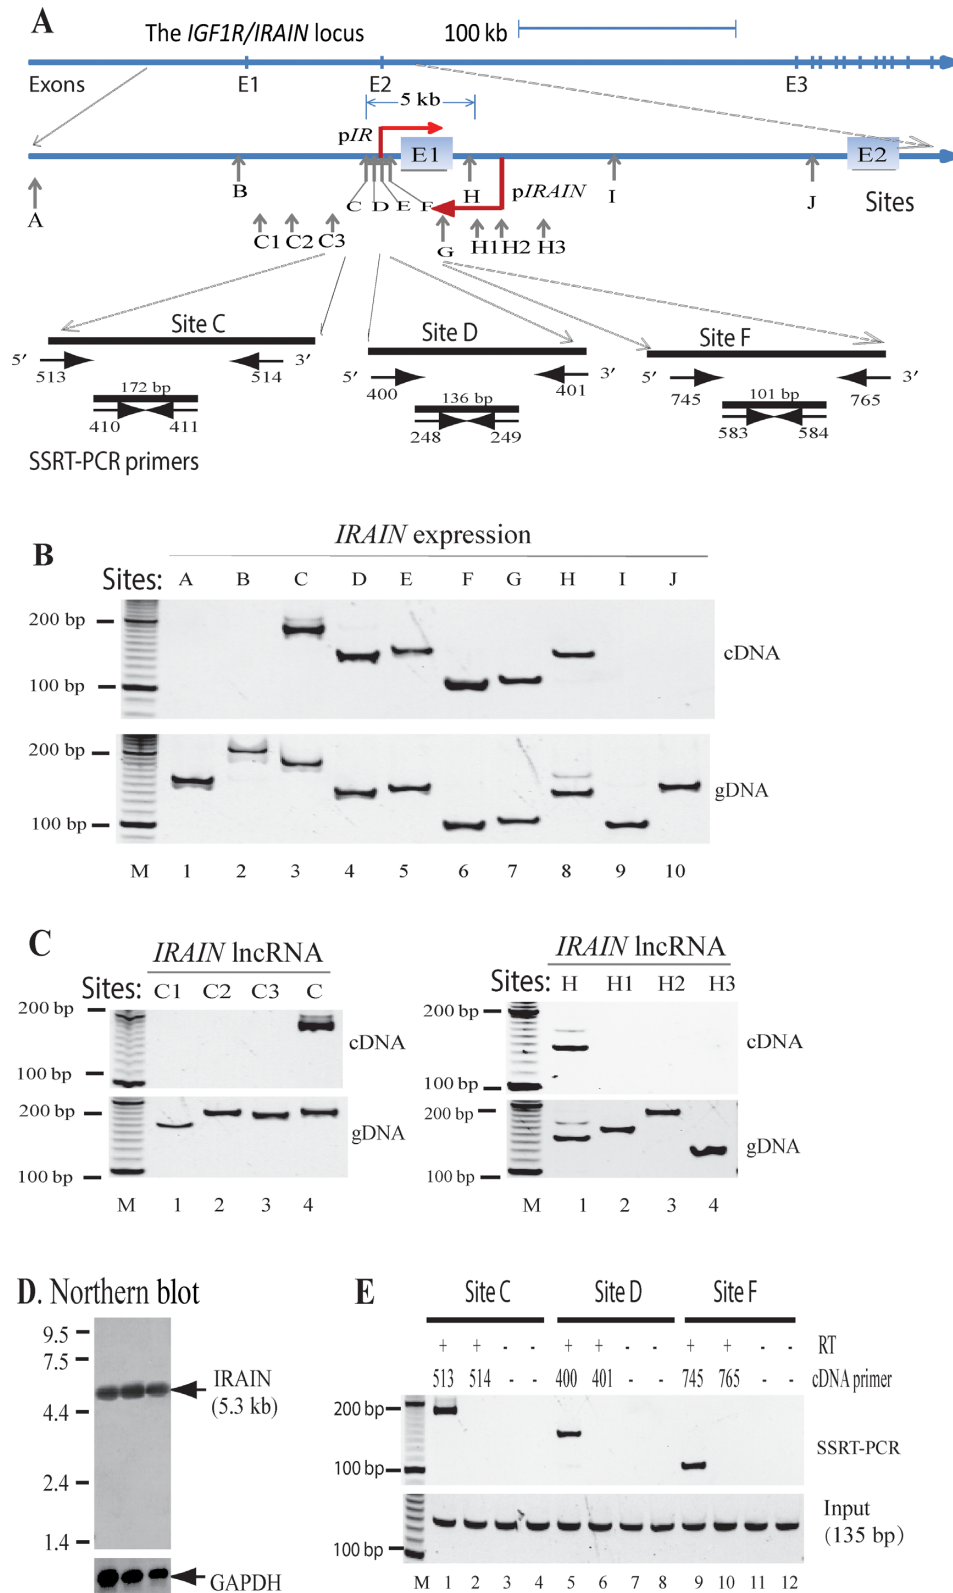 A
The IGF1R/IRAIN locus
100 kb
Exons
E1
E2
E3
5 kb
pIR
E1
E2
A
B
C
D
E
F
G
H
pIRAIN
I
J
Sites
C1
C2
C3
H1
H2
H3
Site C
5′
3′
513
514
172 bp
410
411
Site D
5′
3′
400
401
136 bp
248
249
Site F
5′
3′
745
765
101 bp
583
584
SSRT-PCR primers
B
IRAIN expression
Sites: A B C D E F G H I J
200 bp
100 bp
cDNA
200 bp
100 bp
gDNA
M 1 2 3 4 5 6 7 8 9 10
C
IRAIN lncRNA
Sites: C1 C2 C3 C
200 bp
100 bp
cDNA
200 bp
100 bp
gDNA
M 1 2 3 4
IRAIN lncRNA
Sites: H H1 H2 H3
200 bp
100 bp
cDNA
200 bp
100 bp
gDNA
M 1 2 3 4
D. Northern blot
9.5
7.5
4.4
2.4
1.4
IRAIN
(5.3 kb)
GAPDH
E
Site C Site D Site F
+ + - - + + - - + + - - RT
513 514 - - 400 401 - - 745 765 - - cDNA primer
200 bp
100 bp
SSRT-PCR
100 bp
Input
(135 bp)
M 1 2 3 4 5 6 7 8 9 10 11 12